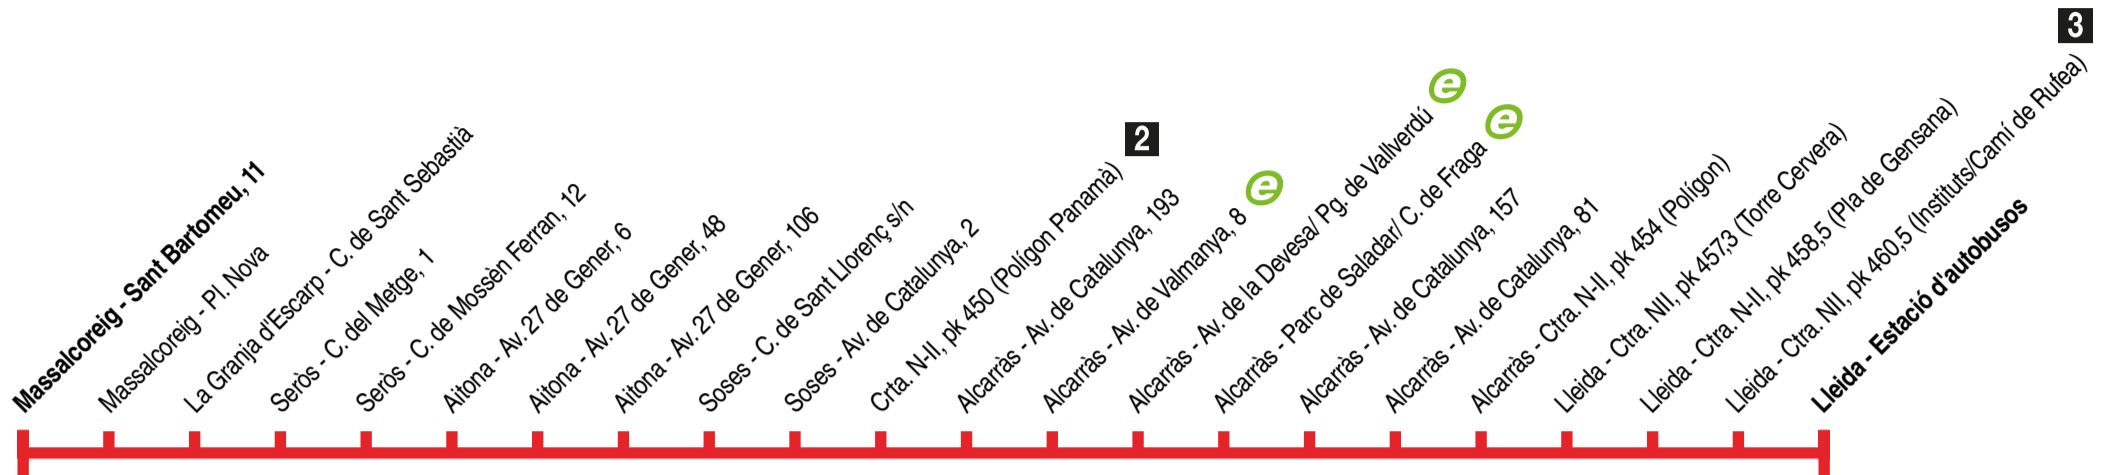 Massalcoreig - Sant Bartomeu, 11
Massalcoreig - Pl. Nova
La Granja d'Escarp - C. de Sant Sebastià
Seròs - C. del Metge, 1
Seròs - C. de Mossèn Ferran, 12
Aitona - Av. 27 de Gener, 6
Aitona - Av. 27 de Gener, 48
Aitona - Av. 27 de Gener, 106
Soses - C. de Sant Llorenç s/n
Soses - Av. de Catalunya, 2
Crta. N-II, pk 450 (Polígon Panamà) 2
Alcarràs - Av. de Catalunya, 193
Alcarràs - Av. de Valmanya, 8 e
Alcarràs - Av. de la Devesa/ Pg. de Vallverdú e
Alcarràs - Parc de Saladar/ C. de Fraga e
Alcarràs - Av. de Catalunya, 157
Alcarràs - Av. de Catalunya, 81
Alcarràs - Ctra. N-II, pk 454 (Polígon)
Lleida - Ctra. NII, pk 457,3 (Torre Cervera)
Lleida - Ctra. N-II, pk 458,5 (Pla de Gensana)
Lleida - Ctra. NII, pk 460,5 (Instituts/Camí de Rufea) 3
Lleida - Estació d'autobusos